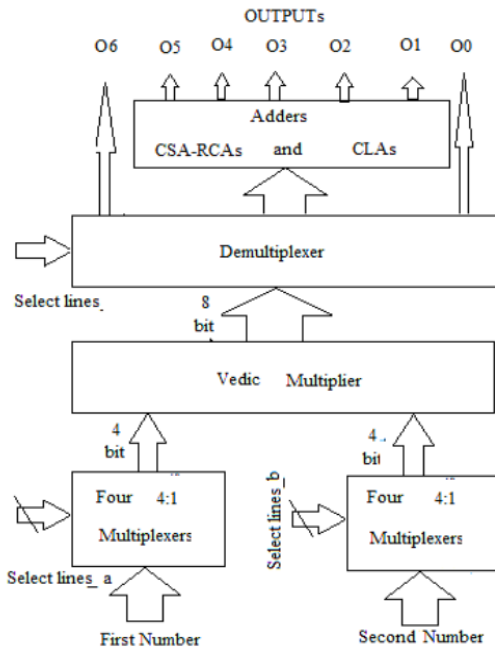 OUTPUTs
O6 O5 O4 O3 O2 O1 O0
Adders
CSA-RCAs and CLAs
Demultiplexer
Select lines_
8
bit
Vedic Multiplier
4
bit
4
bit
Four 4:1
Multiplexers
Select lines_a
First Number
Select lines_b
Four 4:1
Multiplexers
Second Number